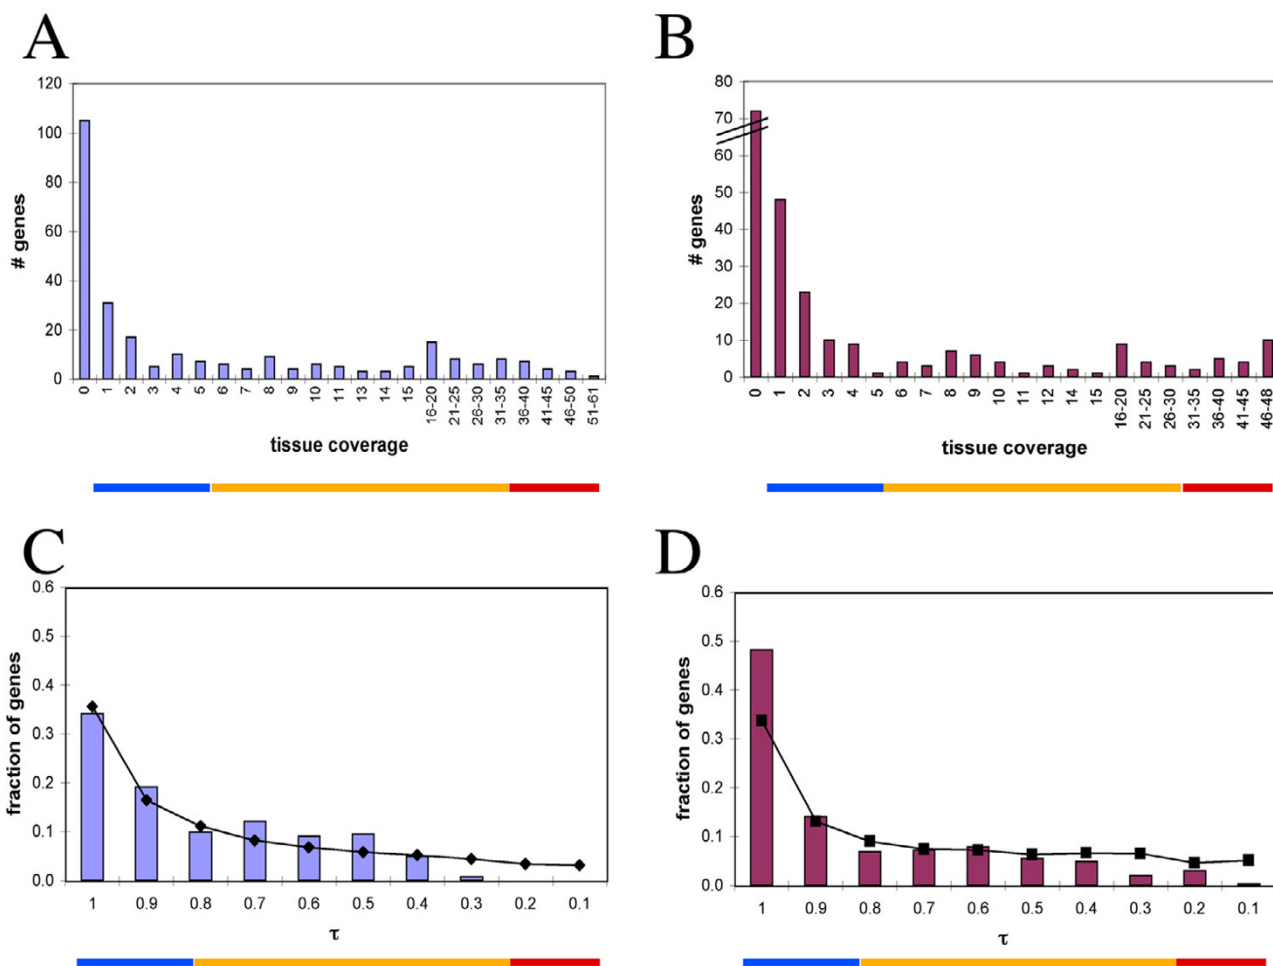 A
120
100
80
60
40
20
0
# genes
0 1 2 3 4 5 6 7 8 9 10 11 13 14 15 16-20 21-25 26-30 31-35 36-40 41-45 46-50 51-61
tissue coverage
B
80
70
60
50
40
30
20
10
0
# genes
0 1 2 3 4 5 6 7 8 9 10 11 12 14 15 16-20 21-25 26-30 31-35 36-40 41-45 46-48
tissue coverage
C
0.6
0.5
0.4
0.3
0.2
0.1
0.0
fraction of genes
1 0.9 0.8 0.7 0.6 0.5 0.4 0.3 0.2 0.1
τ
D
0.6
0.5
0.4
0.3
0.2
0.1
0.0
fraction of genes
1 0.9 0.8 0.7 0.6 0.5 0.4 0.3 0.2 0.1
τ